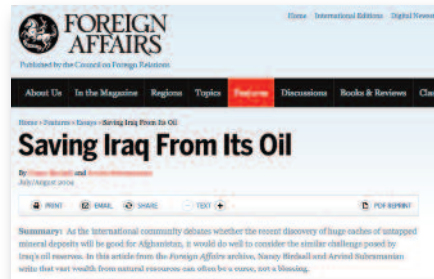 FOREIGN
AFFAIRS
Published by the Council on Foreign Relations
Home International Editions Digital
About Us In the Magazine Regions Topics Features Discussions Books & Reviews
Home > Features > Essays > Saving Iraq From Its Oil
Saving Iraq From Its Oil
By and
July/August 2004
PRINT EMAIL SHARE - TEXT + PDF REPRINT
Summary: As the international community debates whether the recent discovery of huge caches of untapped
mineral deposits will be good for Afghanistan, it would do well to consider the similar challenge posed by
Iraq's oil reserves. In this article from the Foreign Affairs archive, Nancy Birdsall and Arvind Subramanian
write that vast wealth from natural resources can often be a curse, not a blessing.